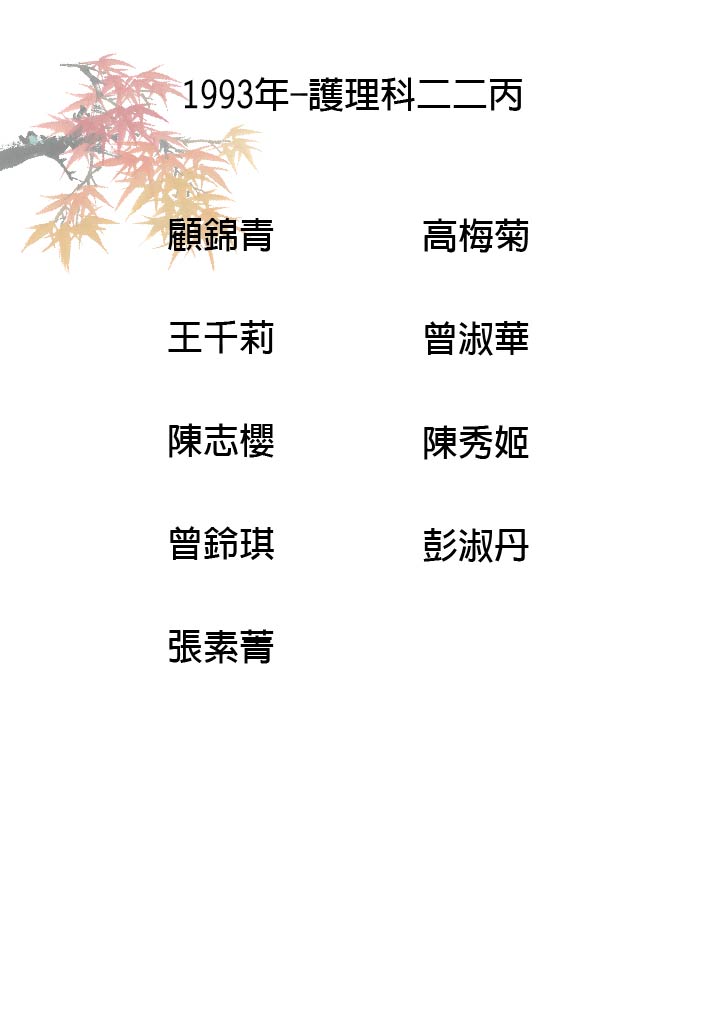 1993年-護理科二二丙
顧錦青 高梅菊
王千莉 曾淑華
陳志櫻 陳秀姬
曾鈴琪 彭淑丹
張素菁